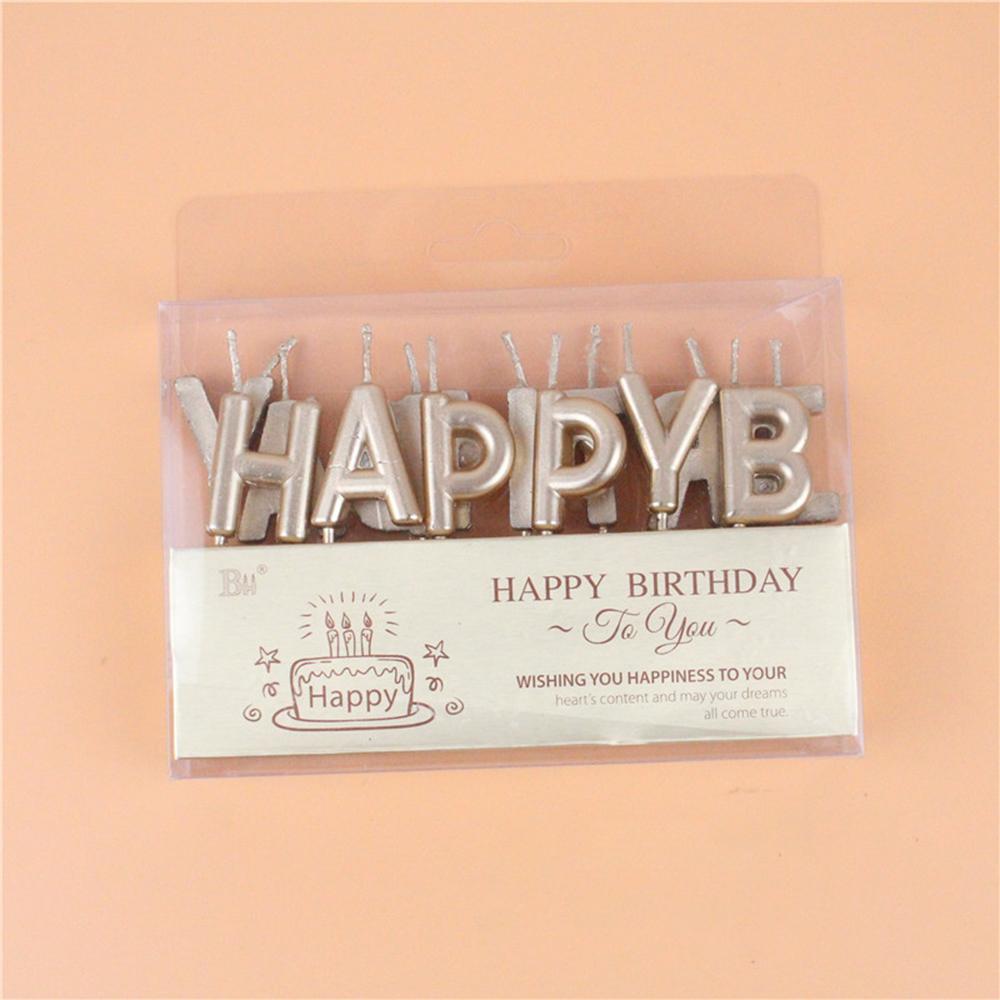 HAPPYB
BH®
Happy
HAPPY BIRTHDAY
~ To You ~
WISHING YOU HAPPINESS TO YOUR
heart's content and may your dreams
all come true.